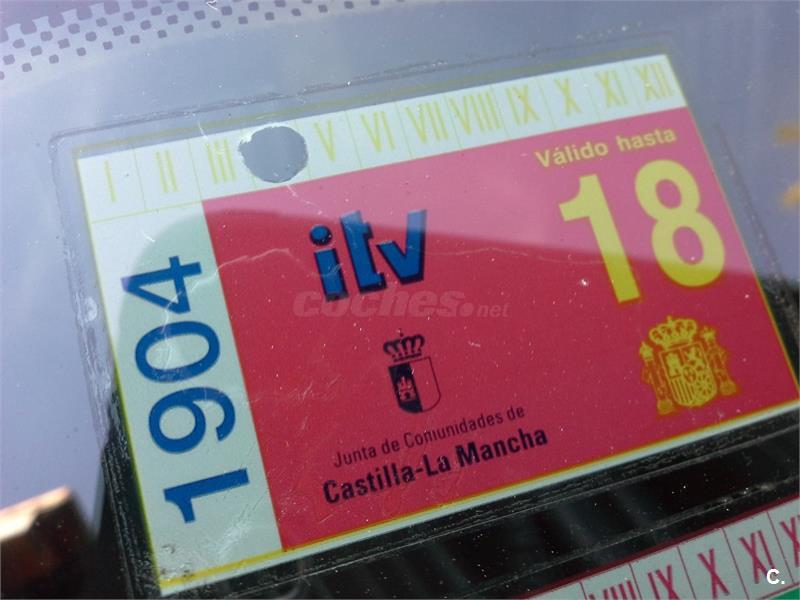 I II III V VI VII VIII IX X XI XII
Válido hasta
18
itv
1904
coches.net
Junta de Comunidades de
Castilla-La Mancha
VIII IX X XI X
C.